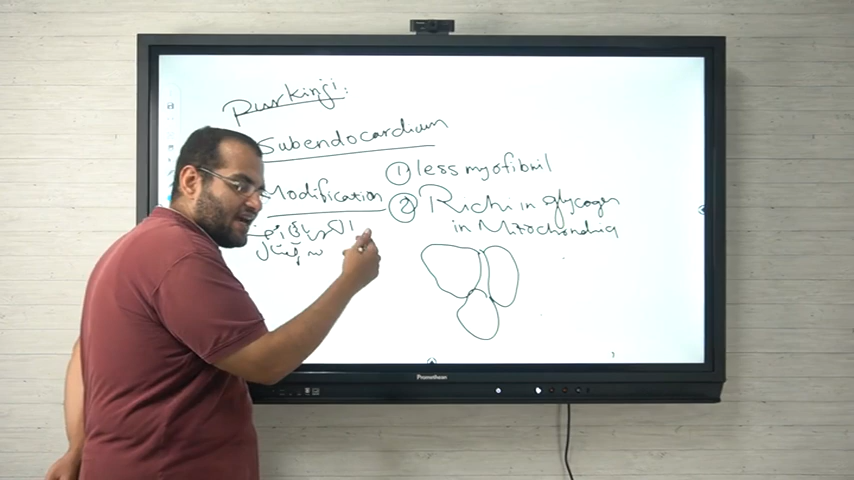 Purkinji:
Subendocardium
Modification
① less myofibril
② Rich in glycogen
in Mitochondria
Promethean